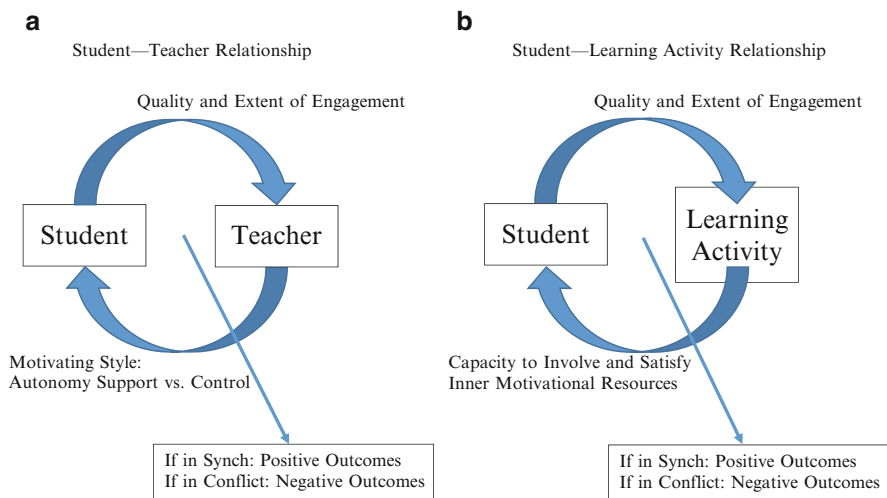 a
Student—Teacher Relationship
Quality and Extent of Engagement
Student
Teacher
Motivating Style:
Autonomy Support vs. Control
If in Synch: Positive Outcomes
If in Conflict: Negative Outcomes
b
Student—Learning Activity Relationship
Quality and Extent of Engagement
Student
Learning
Activity
Capacity to Involve and Satisfy
Inner Motivational Resources
If in Synch: Positive Outcomes
If in Conflict: Negative Outcomes